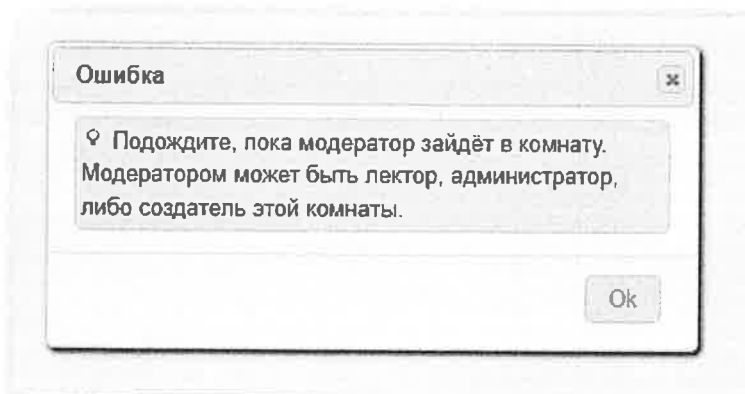 Ошибка
Подождите, пока модератор зайдёт в комнату.
Модератором может быть лектор, администратор,
либо создатель этой комнаты.
Ok